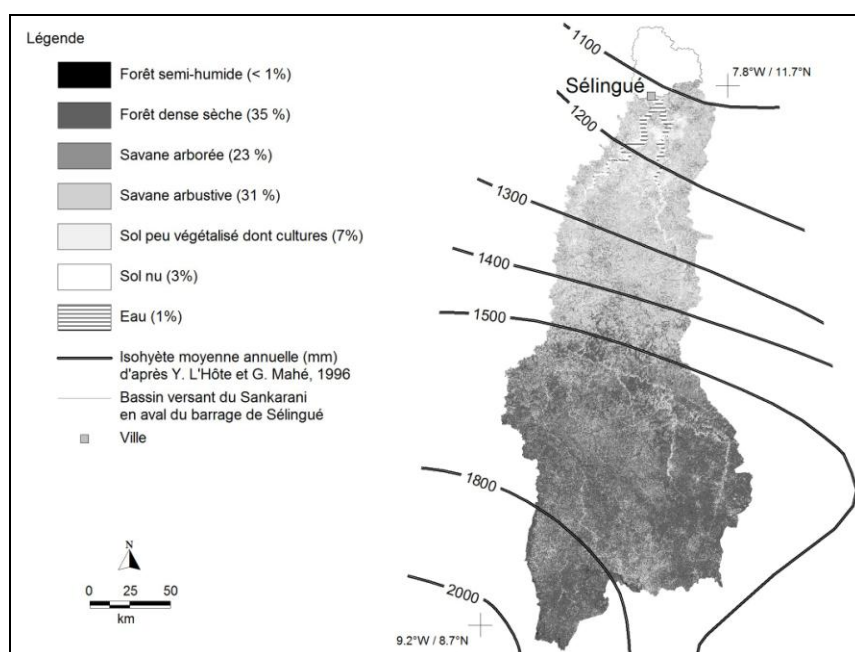 Légende
Forêt semi-humide (< 1%)
Forêt dense sèche (35 %)
Savane arborée (23 %)
Savane arbustive (31 %)
Sol peu végétalisé dont cultures (7%)
Sol nu (3%)
Eau (1%)
Isohyète moyenne annuelle (mm)
d'après Y. L'Hôte et G. Mahé, 1996
Bassin versant du Sankarani
en aval du barrage de Sélingué
Ville
N
0 25 50
km
1100
7.8°W / 11.7°N
Sélingué
1200
1300
1400
1500
1800
2000
9.2°W / 8.7°N